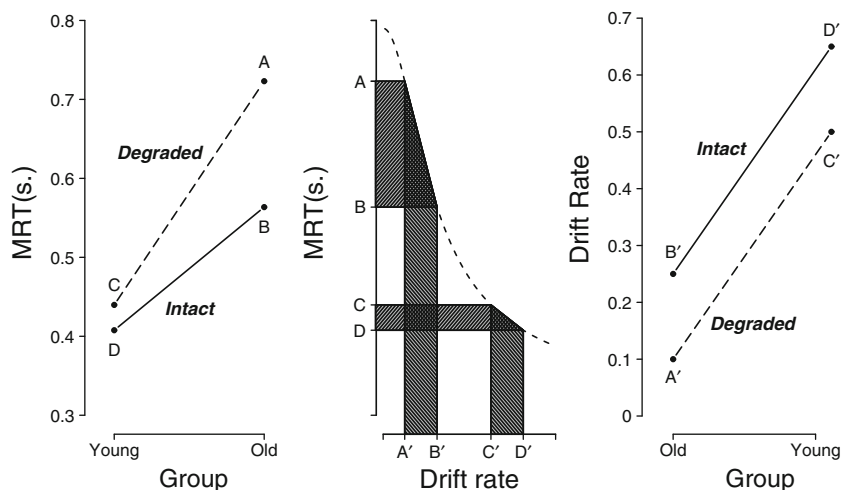 0.8
0.7
0.6
0.5
0.4
0.3
MRT(s.)
A
B
C
D
Degraded
Intact
Young
Old
Group
MRT(s.)
A
B
C
D
A′
B′
C′
D′
Drift rate
0.7
0.6
0.5
0.4
0.3
0.2
0.1
0
Drift Rate
D′
C′
B′
A′
Intact
Degraded
Old
Young
Group